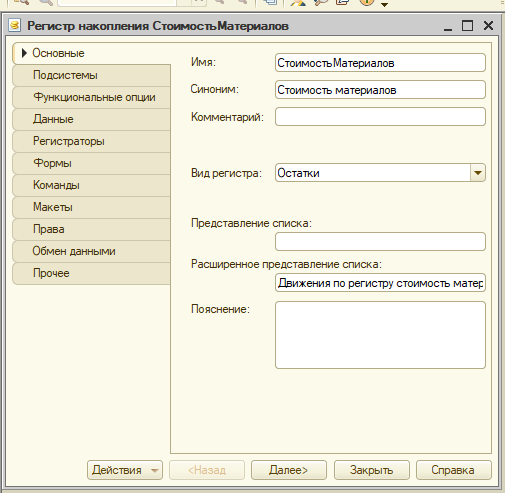 Регистр накопления СтоимостьМатериалов
Основные
Подсистемы
Функциональные опции
Данные
Регистраторы
Формы
Команды
Макеты
Права
Обмен данными
Прочее
Имя: СтоимостьМатериалов
Синоним: Стоимость материалов
Комментарий:
Вид регистра: Остатки
Представление списка:
Расширенное представление списка:
Движения по регистру стоимость матер
Пояснение:
Действия <Назад Далее> Закрыть Справка